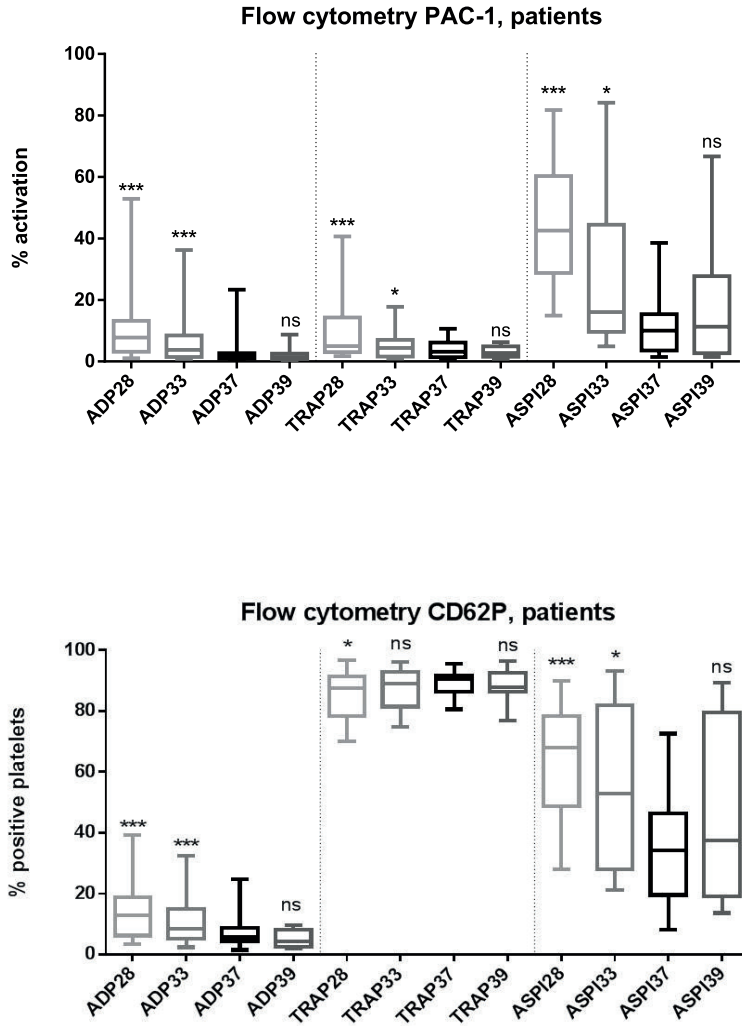 Flow cytometry PAC-1, patients
% activation
100
80
60
40
20
0
***
***
ns
***
*
ns
***
*
ns
ADP28
ADP33
ADP37
ADP39
TRAP28
TRAP33
TRAP37
TRAP39
ASPI28
ASPI33
ASPI37
ASPI39
Flow cytometry CD62P, patients
% positive platelets
100
80
60
40
20
0
***
***
ns
*
ns
ns
***
*
ns
ADP28
ADP33
ADP37
ADP39
TRAP28
TRAP33
TRAP37
TRAP39
ASPI28
ASPI33
ASPI37
ASPI39